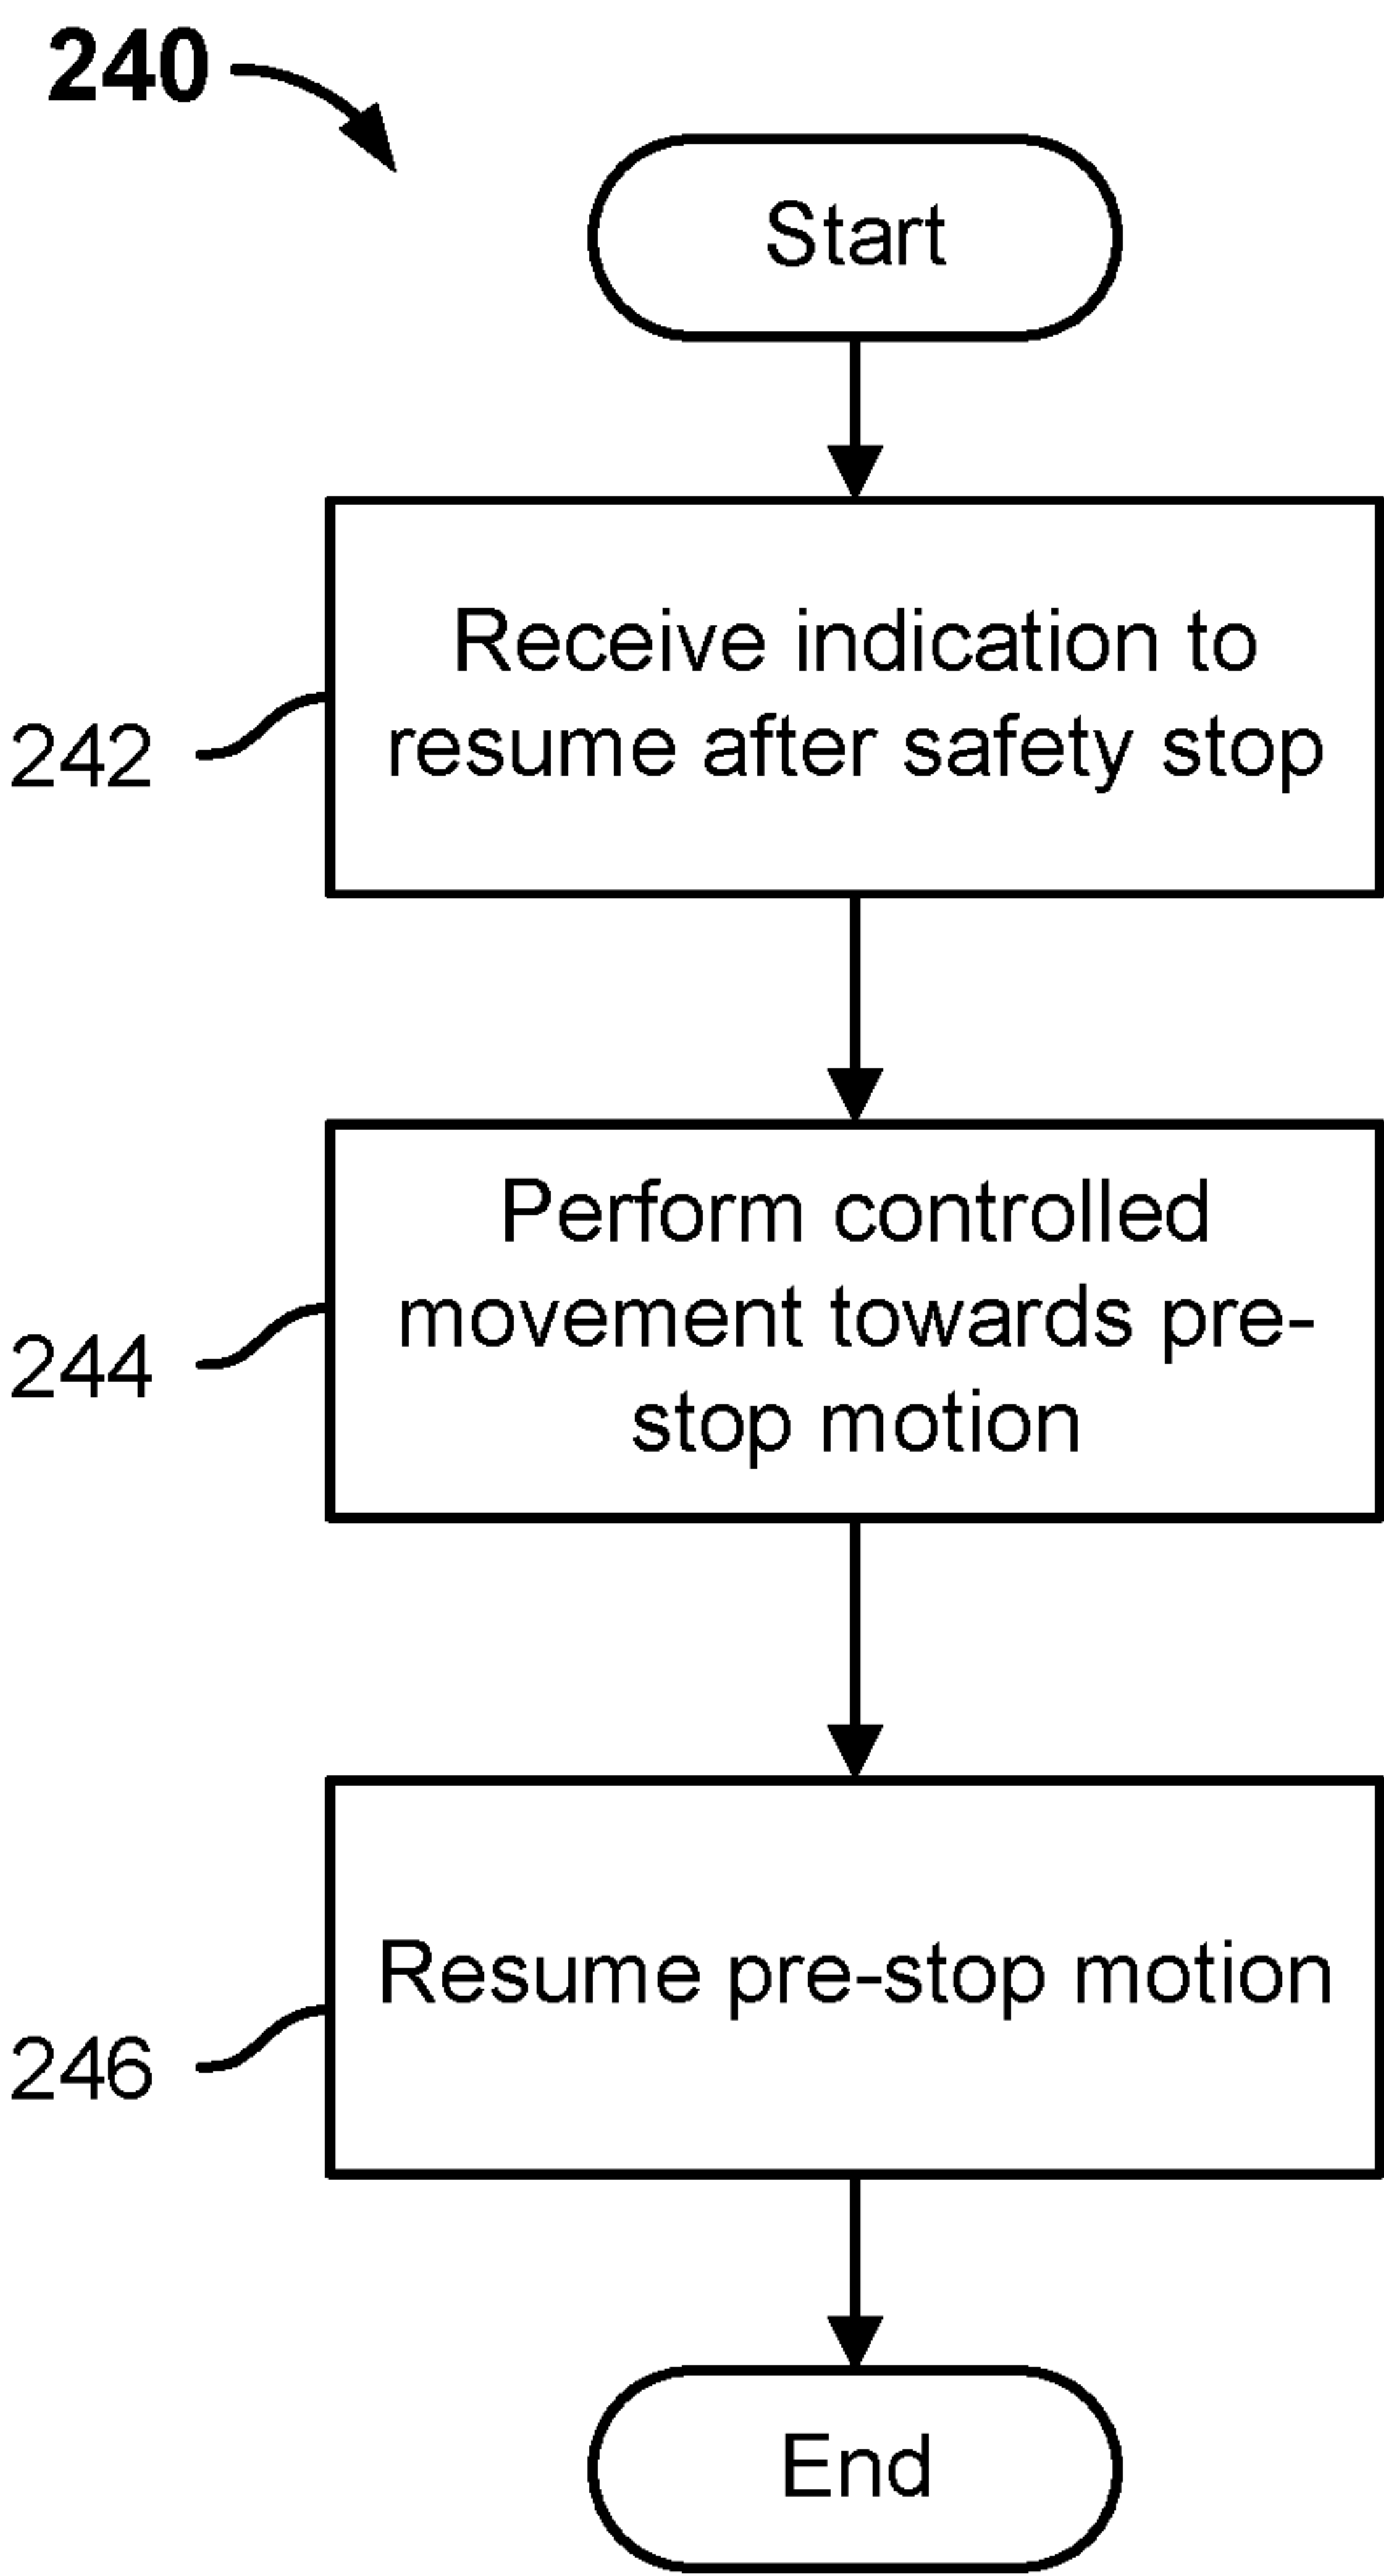 240
Start
Receive indication to
resume after safety stop
242
Perform controlled
movement towards pre-
stop motion
244
Resume pre-stop motion
246
End